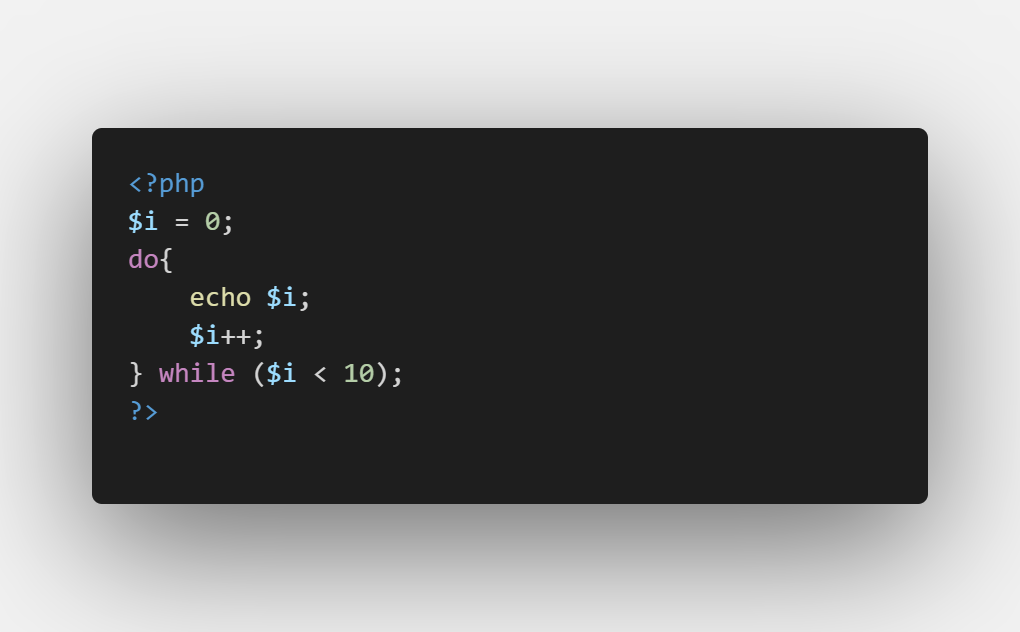 <?php
$i = 0;
do{
    echo $i;
    $i++;
} while ($i < 10);
?>